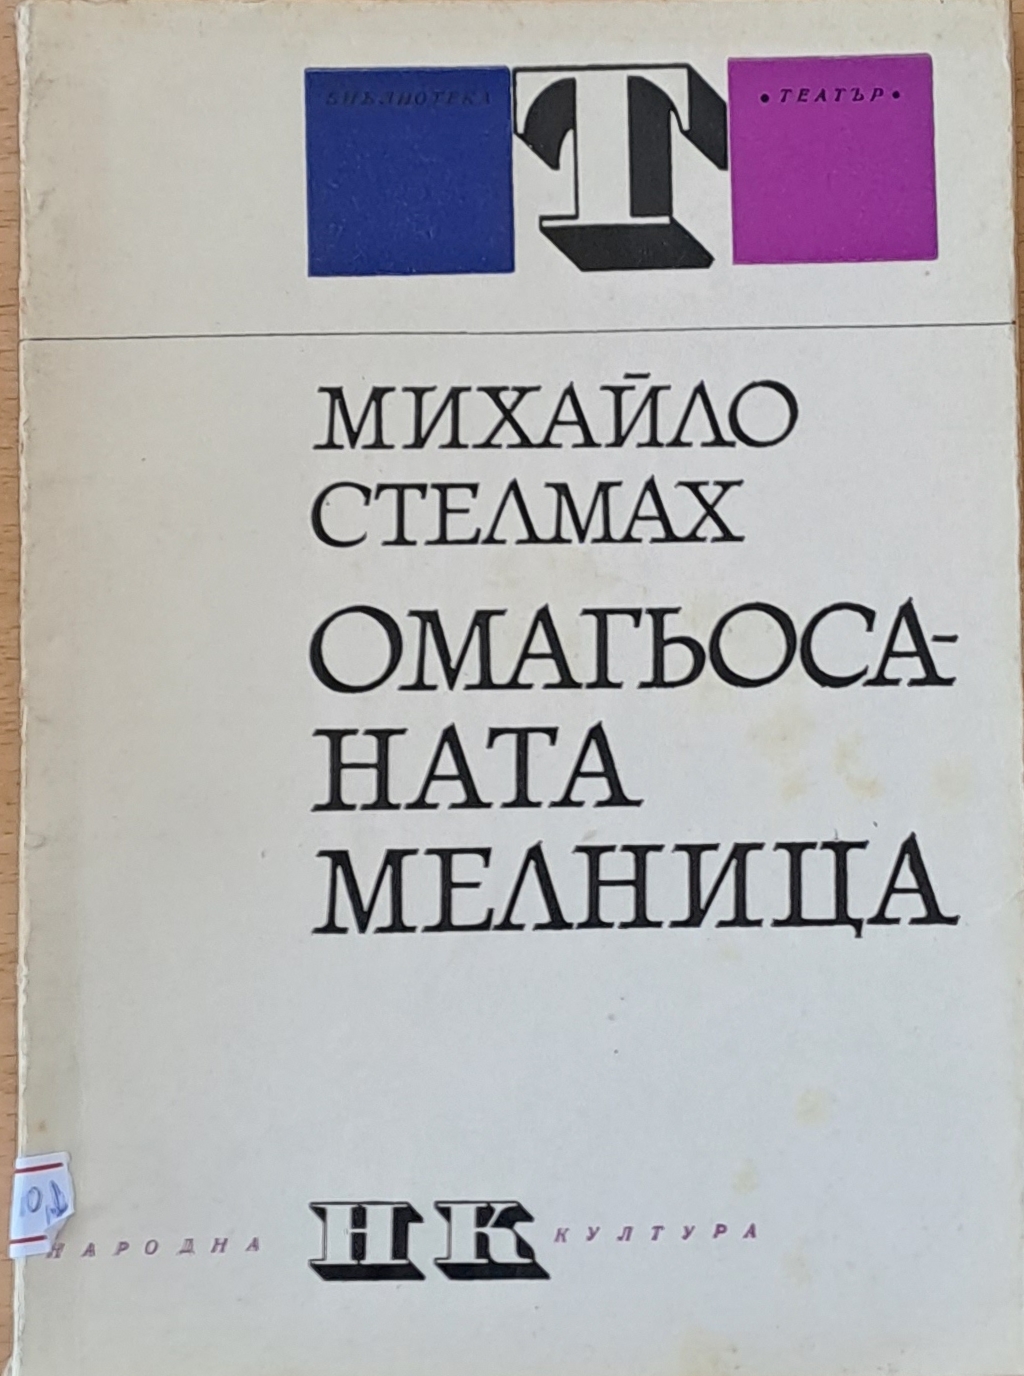 БИБЛИОТЕКА Т • ТЕАТЪР •
МИХАЙЛО
СТЕЛМАХ
ОМАГЬОСА-
НАТА
МЕЛНИЦА
НАРОДНА НК КУЛТУРА